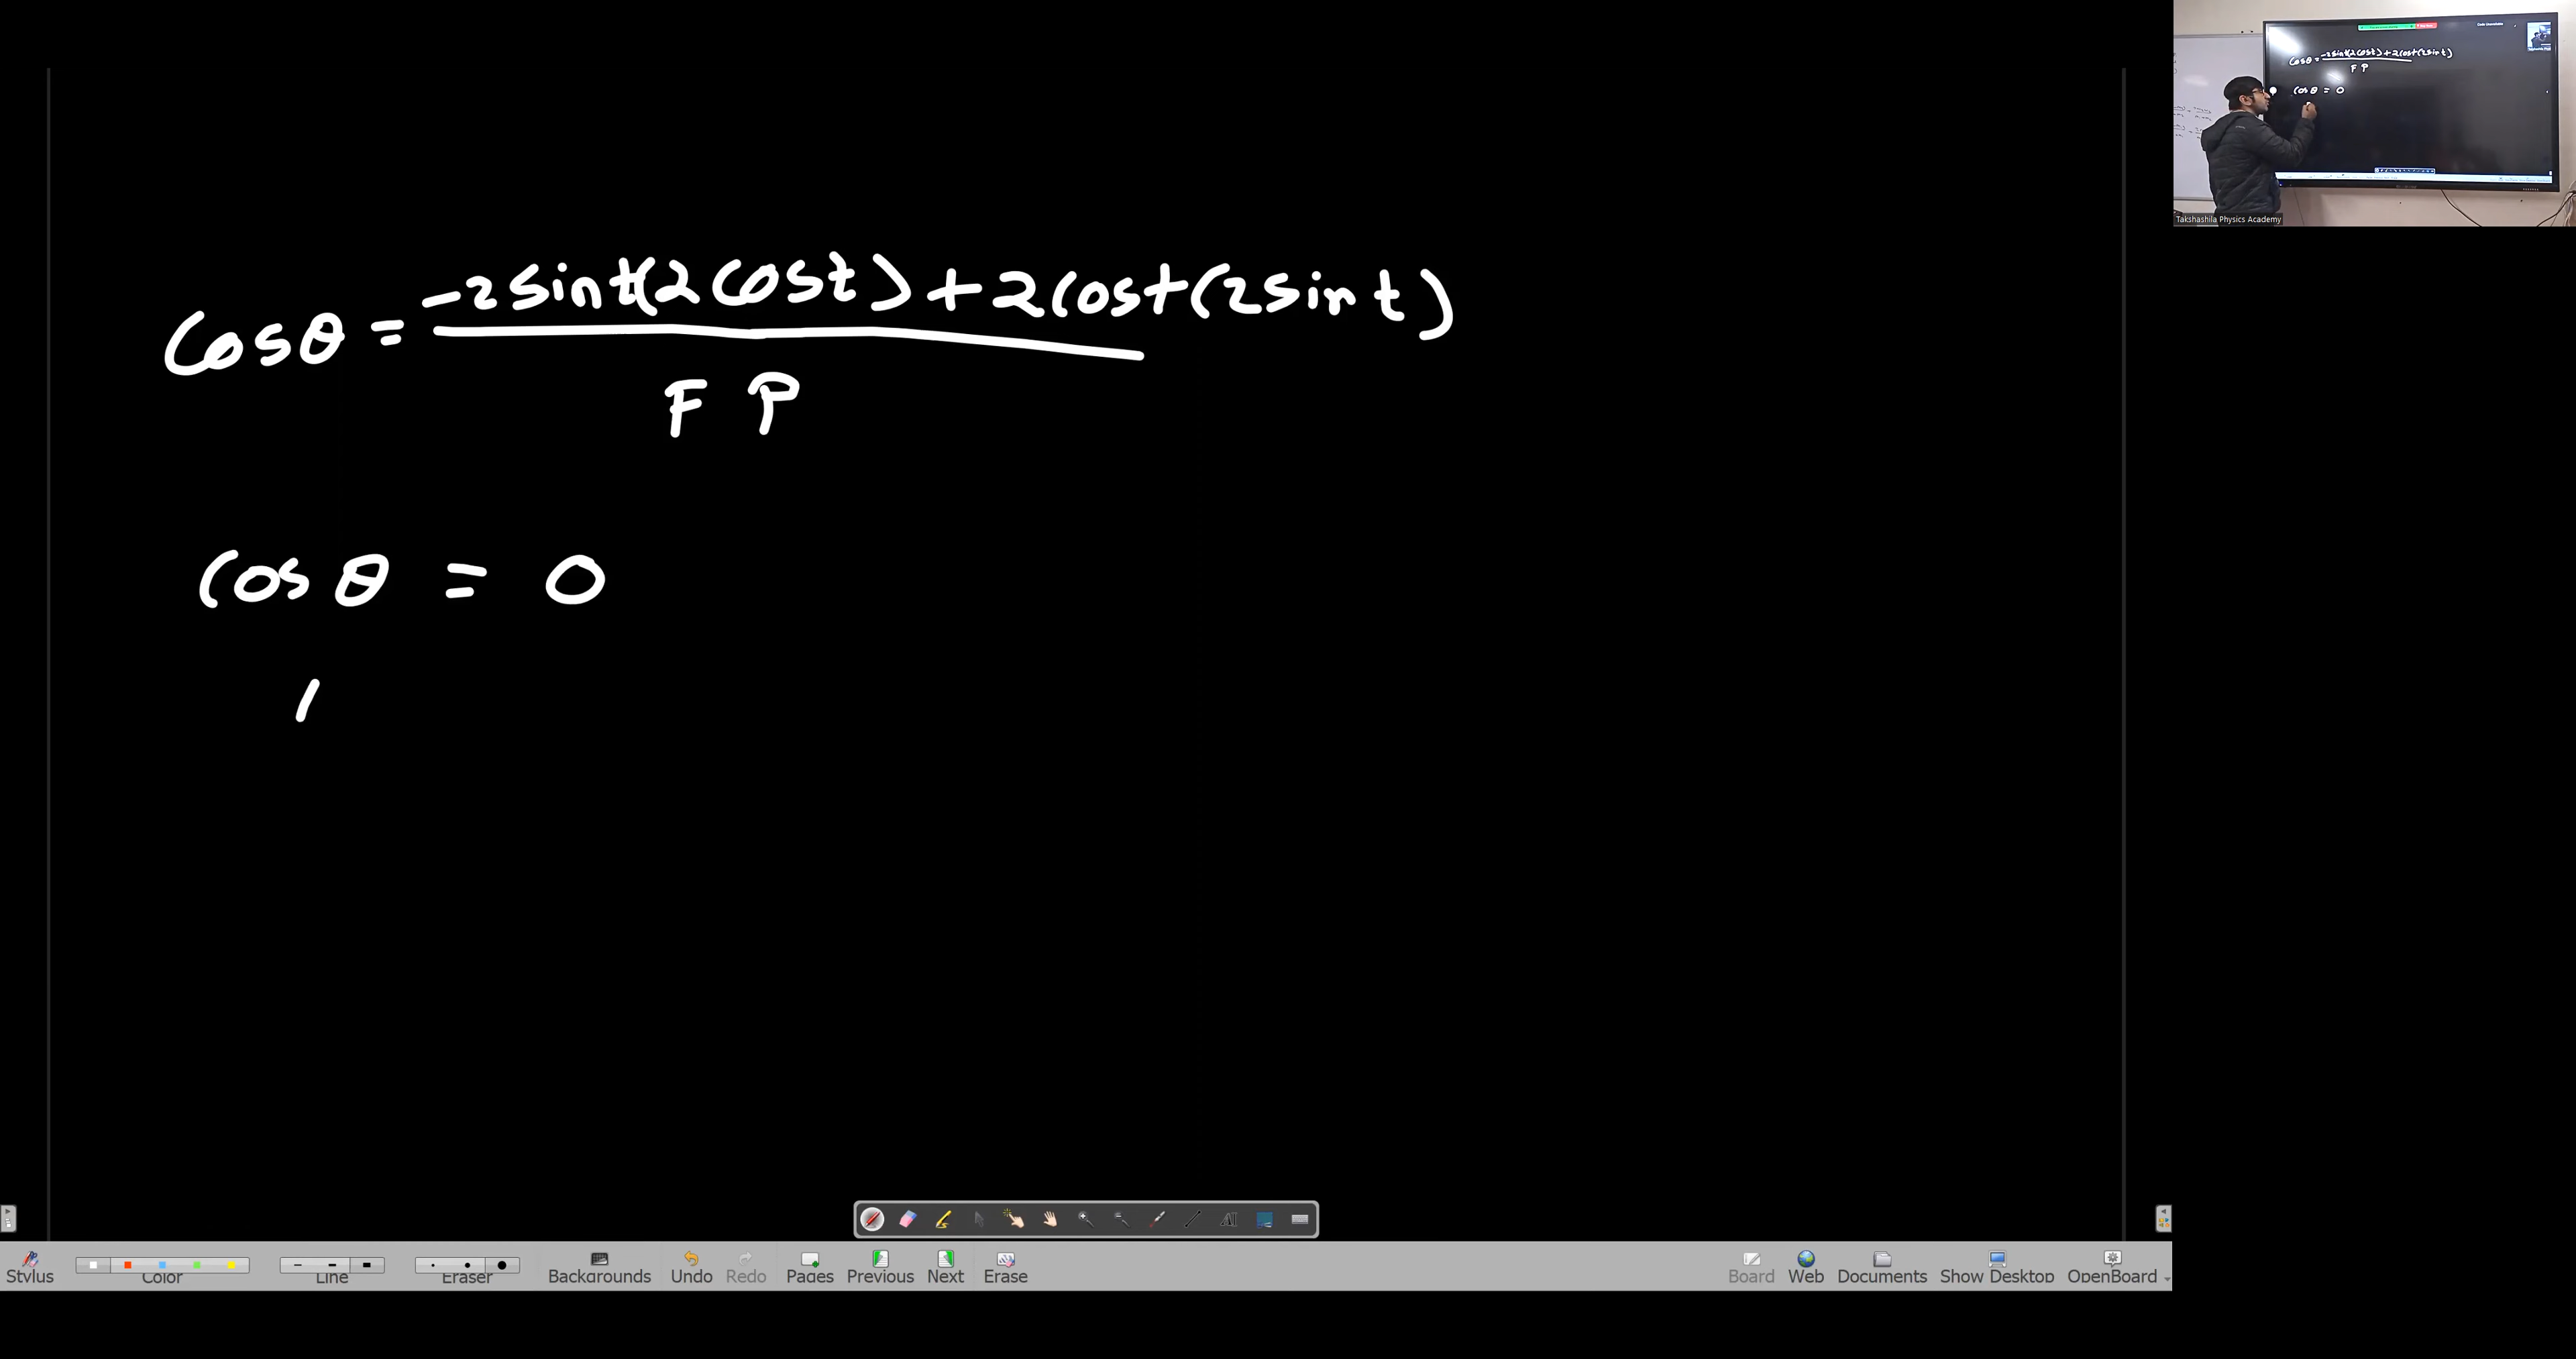 Cosθ = -2sint(2cost) + 2cost(2sint)
F P
cosθ = 0
Takshashila Physics Academy
Stylus Color Line Eraser Backgrounds Undo Redo Pages Previous Next Erase Board Web Documents Show Desktop OpenBoard